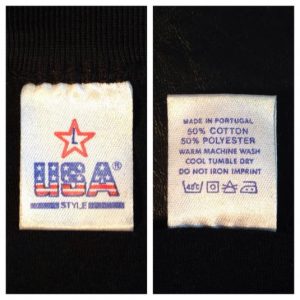 L
USA®
STYLE
MADE IN PORTUGAL
50% COTTON
50% POLYESTER
WARM MACHINE WASH
COOL TUMBLE DRY
DO NOT IRON IMPRINT